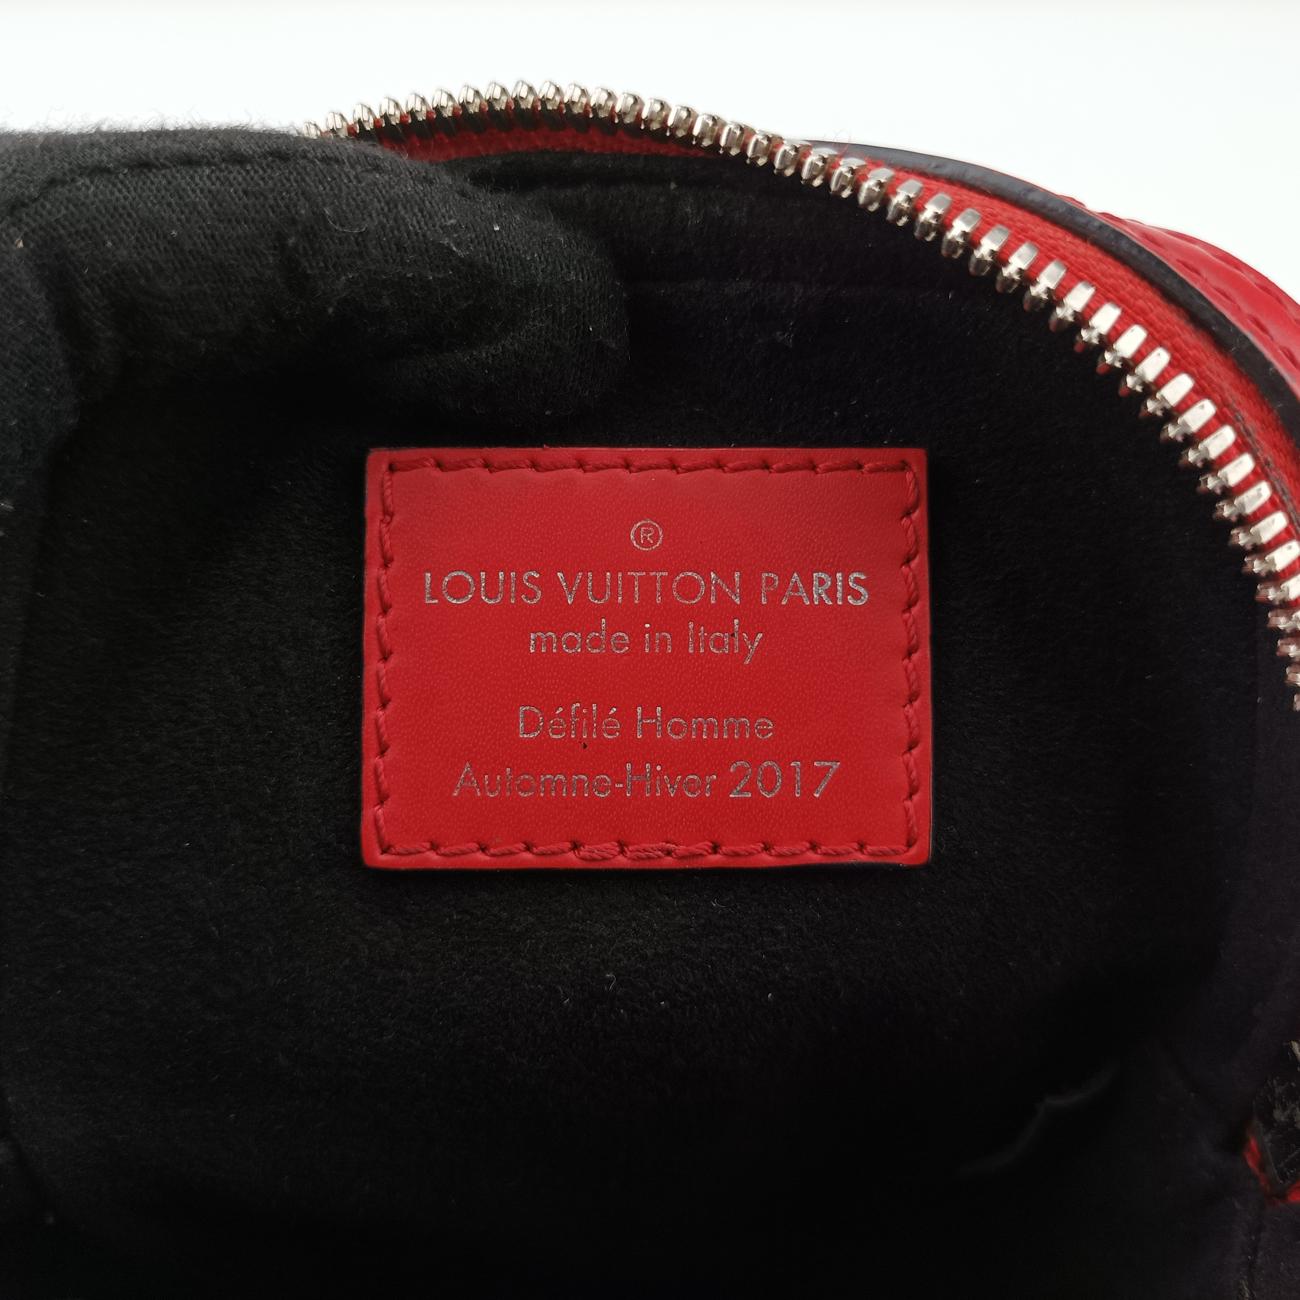 ®
LOUIS VUITTON PARIS
made in Italy
Défilé Homme
Automne-Hiver 2017